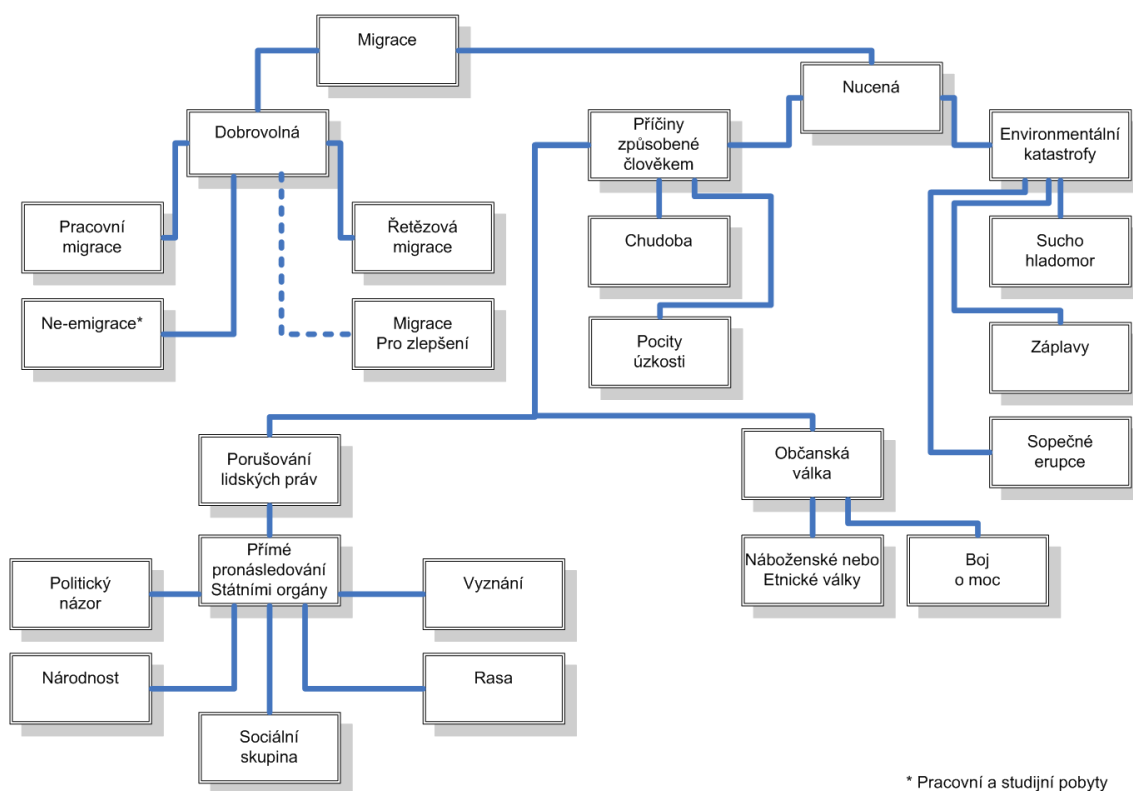 Migrace
Nucená
Dobrovolná
Příčiny
způsobené
člověkem
Environmentální
katastrofy
Pracovní
migrace
Řetězová
migrace
Chudoba
Sucho
hladomor
Ne-emigrace*
Migrace
Pro zlepšení
Pocity
úzkosti
Záplavy
Porušování
lidských práv
Občanská
válka
Sopečné
erupce
Přímé
pronásledování
Státními orgány
Náboženské nebo
Etnické války
Boj
o moc
Politický
názor
Vyznání
Národnost
Rasa
Sociální
skupina
* Pracovní a studijní pobyty